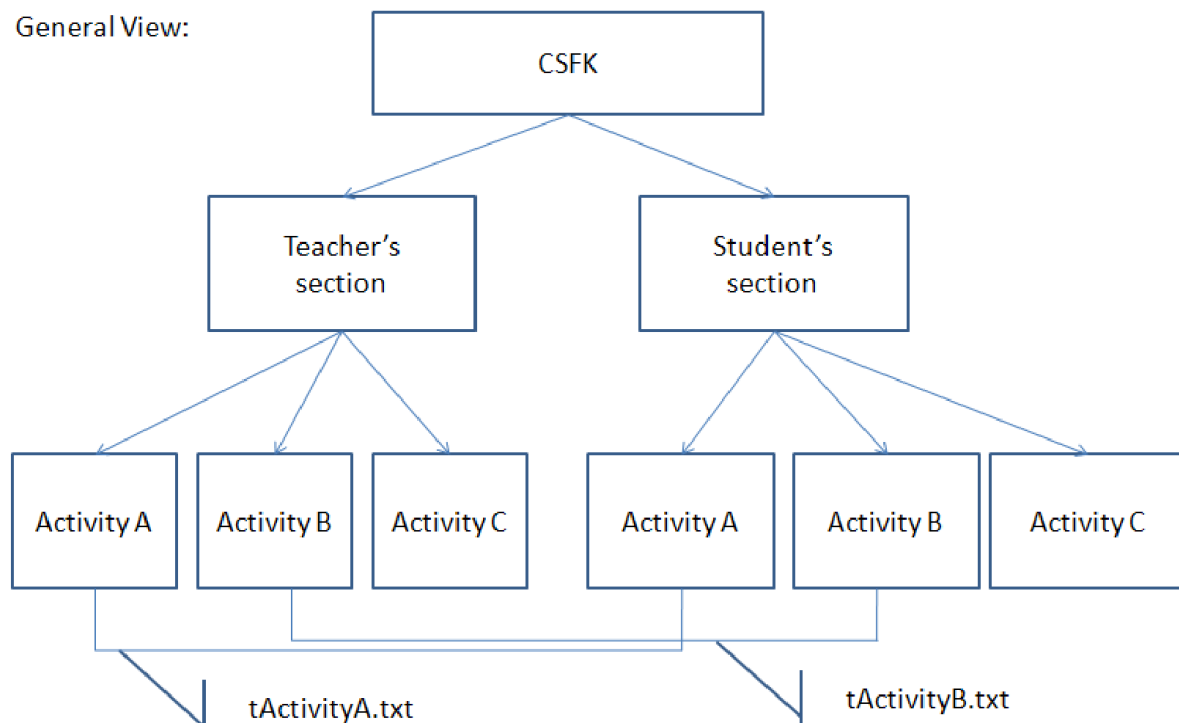 General View:
CSFK
Teacher’s
section
Student’s
section
Activity A
Activity B
Activity C
Activity A
Activity B
Activity C
tActivityA.txt
tActivityB.txt